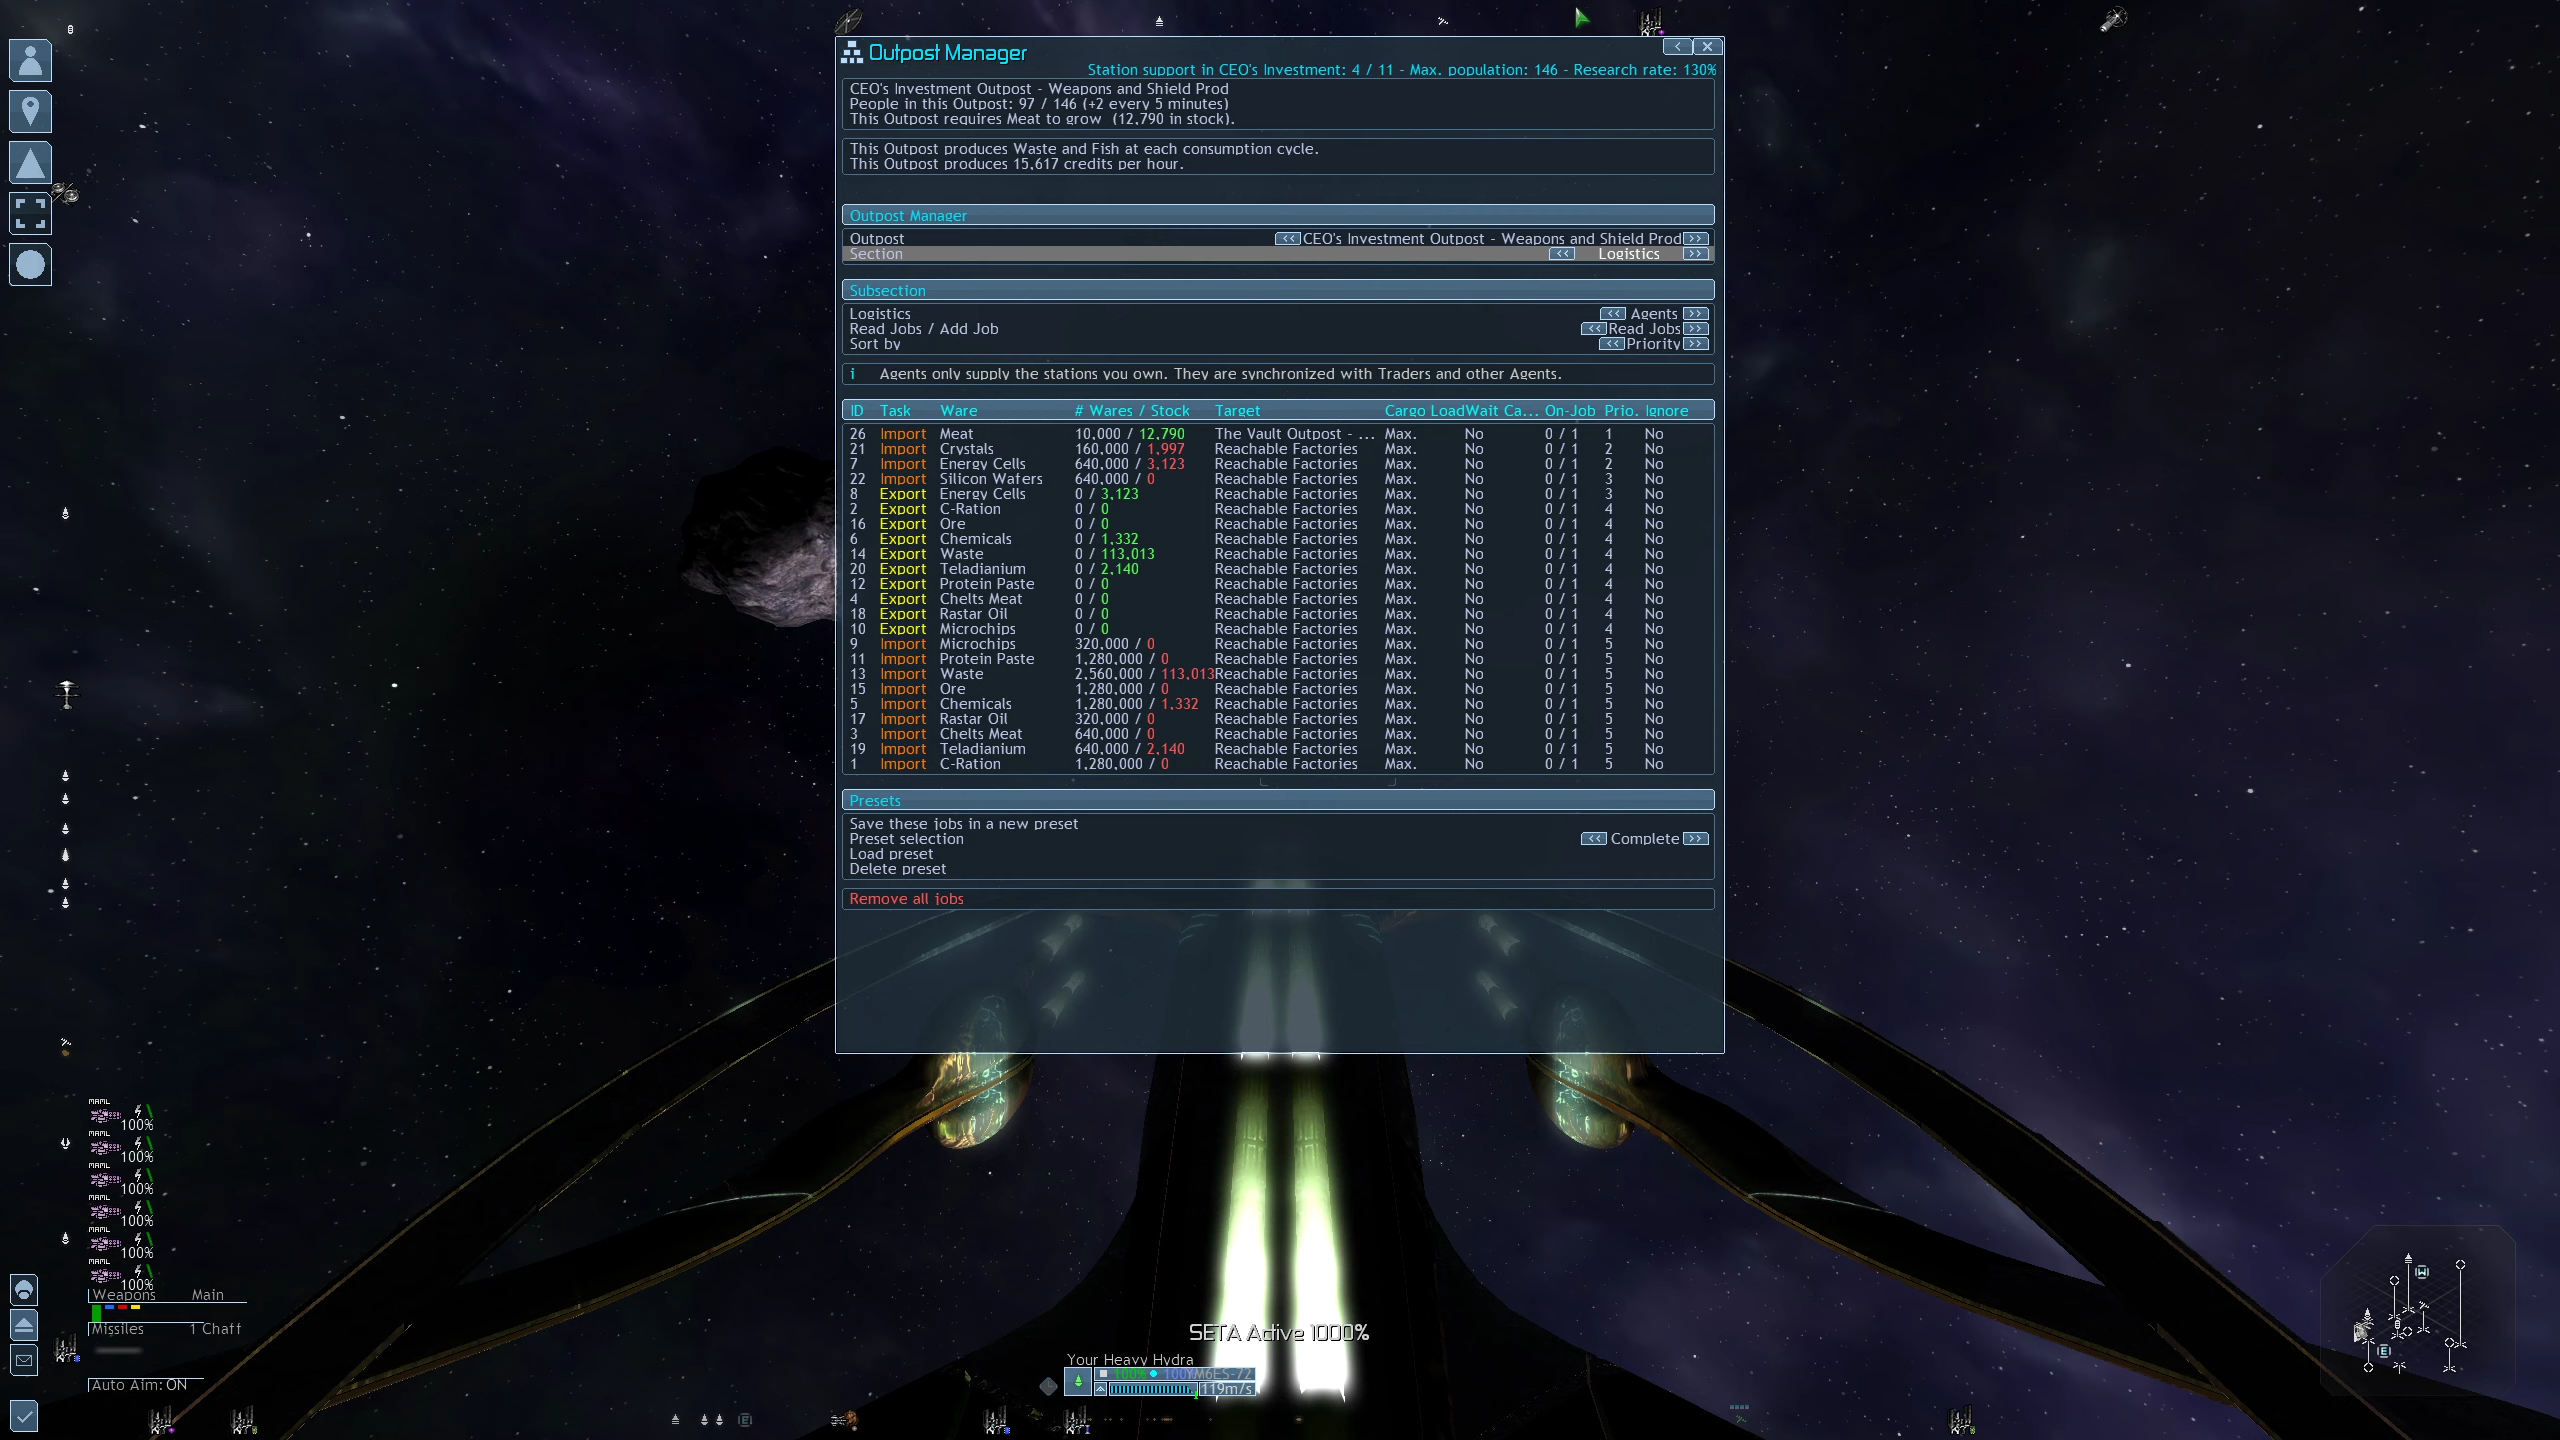 Outpost Manager
Station support in CEO's Investment: 4 / 11 - Max. population: 146 - Research rate: 130%
CEO's Investment Outpost - Weapons and Shield Prod
People in this Outpost: 97 / 146 (+2 every 5 minutes)
This Outpost requires Meat to grow (12,790 in stock).
This Outpost produces Waste and Fish at each consumption cycle.
This Outpost produces 15,617 credits per hour.
Outpost Manager
Outpost << CEO's Investment Outpost - Weapons and Shield Prod >>
Section << Logistics >>
Subsection
Logistics << Agents >>
Read Jobs / Add Job << Read Jobs >>
Sort by << Priority >>
i Agents only supply the stations you own. They are synchronized with Traders and other Agents.
ID Task Ware # Wares / Stock Target Cargo Load Wait Ca... On-Job Prio. Ignore
26 Import Meat 10,000 / 12,790 The Vault Outpost - ... Max. No 0 / 1 1 No
21 Import Crystals 160,000 / 1,997 Reachable Factories Max. No 0 / 1 2 No
7 Import Energy Cells 640,000 / 3,123 Reachable Factories Max. No 0 / 1 2 No
22 Import Silicon Wafers 640,000 / 0 Reachable Factories Max. No 0 / 1 3 No
8 Export Energy Cells 0 / 3,123 Reachable Factories Max. No 0 / 1 3 No
2 Export C-Ration 0 / 0 Reachable Factories Max. No 0 / 1 4 No
16 Export Ore 0 / 0 Reachable Factories Max. No 0 / 1 4 No
6 Export Chemicals 0 / 1,332 Reachable Factories Max. No 0 / 1 4 No
14 Export Waste 0 / 113,013 Reachable Factories Max. No 0 / 1 4 No
20 Export Teladianium 0 / 2,140 Reachable Factories Max. No 0 / 1 4 No
12 Export Protein Paste 0 / 0 Reachable Factories Max. No 0 / 1 4 No
4 Export Chelts Meat 0 / 0 Reachable Factories Max. No 0 / 1 4 No
18 Export Rastar Oil 0 / 0 Reachable Factories Max. No 0 / 1 4 No
10 Export Microchips 0 / 0 Reachable Factories Max. No 0 / 1 4 No
9 Import Microchips 320,000 / 0 Reachable Factories Max. No 0 / 1 5 No
11 Import Protein Paste 1,280,000 / 0 Reachable Factories Max. No 0 / 1 5 No
13 Import Waste 2,560,000 / 113,013 Reachable Factories Max. No 0 / 1 5 No
15 Import Ore 1,280,000 / 0 Reachable Factories Max. No 0 / 1 5 No
5 Import Chemicals 1,280,000 / 1,332 Reachable Factories Max. No 0 / 1 5 No
17 Import Rastar Oil 320,000 / 0 Reachable Factories Max. No 0 / 1 5 No
3 Import Chelts Meat 640,000 / 0 Reachable Factories Max. No 0 / 1 5 No
19 Import Teladianium 640,000 / 2,140 Reachable Factories Max. No 0 / 1 5 No
1 Import C-Ration 1,280,000 / 0 Reachable Factories Max. No 0 / 1 5 No
Presets
Save these jobs in a new preset
Preset selection << Complete >>
Load preset
Delete preset
Remove all jobs
MAML
100%
MAML
100%
MAML
100%
MAML
100%
MAML
100%
MAML
100%
Weapons Main
Missiles 1 Chaff
Auto Aim: ON
SETA Active 1000%
Your Heavy Hydra
100% 100% M6ES-72
119m/s